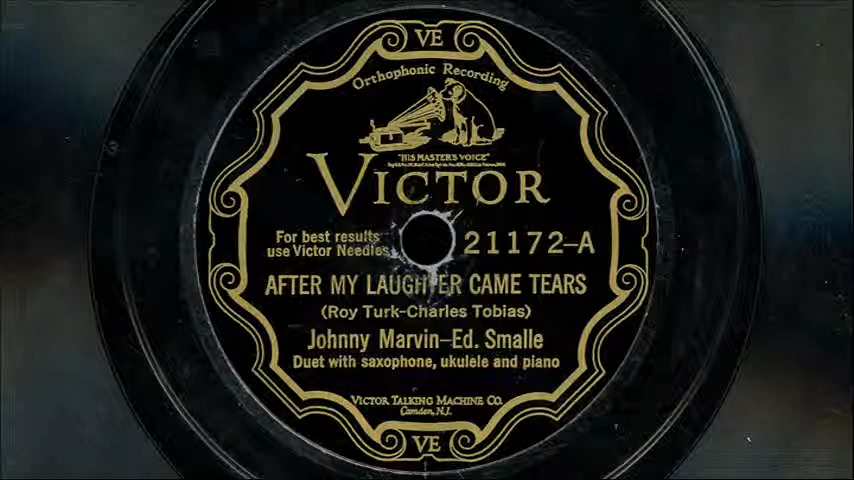 VE
Orthophonic Recording
"HIS MASTER'S VOICE"
VICTOR
For best results
use Victor Needles
21172-A
AFTER MY LAUGHTER CAME TEARS
(Roy Turk-Charles Tobias)
Johnny Marvin-Ed. Smalle
Duet with saxophone, ukulele and piano
VICTOR TALKING MACHINE CO.
Camden, N.J.
VE